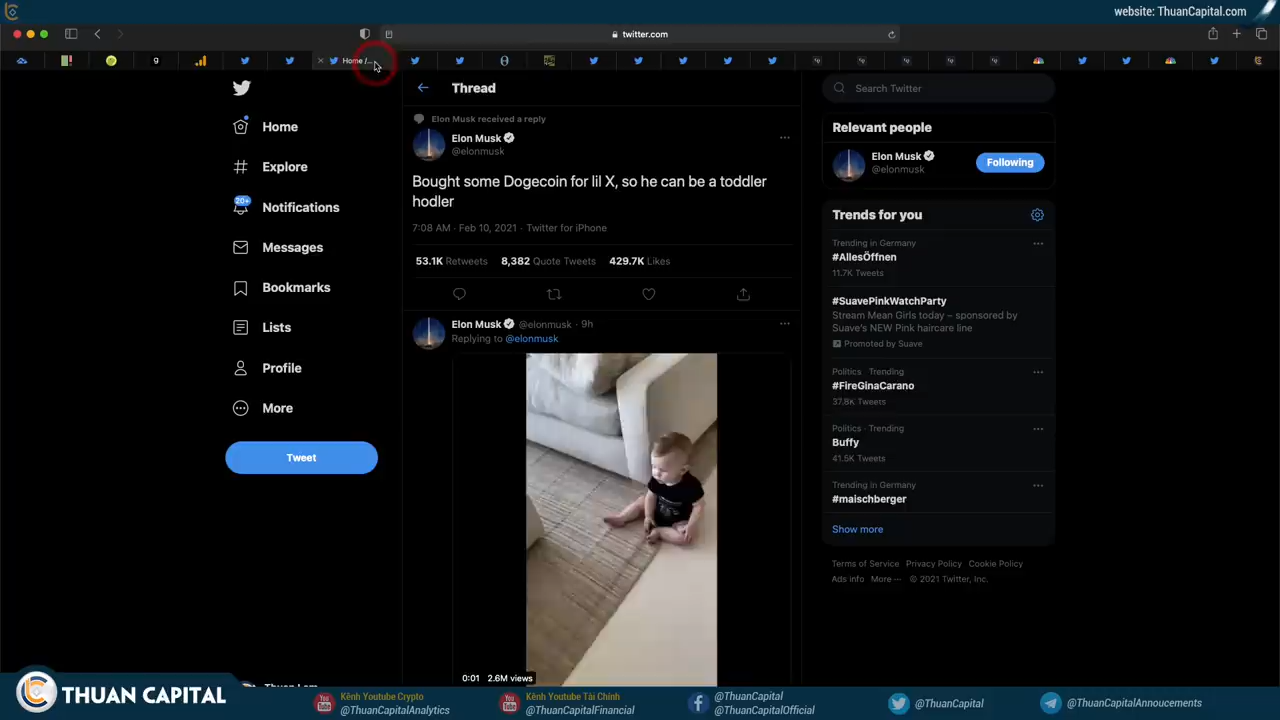 website: ThuanCapital.com
twitter.com
9
Home /...
Thread
Search Twitter
Home
Explore
20+
Notifications
Messages
Bookmarks
Lists
Profile
More
Tweet
Elon Musk received a reply
Elon Musk
@elonmusk
Bought some Dogecoin for lil X, so he can be a toddler
hodler
7:08 AM · Feb 10, 2021 · Twitter for iPhone
53.1K Retweets 8,382 Quote Tweets 429.7K Likes
Elon Musk @elonmusk · 9h
Replying to @elonmusk
0:01 2.6M views
Relevant people
Elon Musk
@elonmusk
Following
Trends for you
Trending in Germany
#AllesÖffnen
11.7K Tweets
#SuavePinkWatchParty
Stream Mean Girls today – sponsored by
Suave's NEW Pink haircare line
Promoted by Suave
Politics · Trending
#FireGinaCarano
37.8K Tweets
Politics · Trending
Buffy
41.5K Tweets
Trending in Germany
#maischberger
Show more
Terms of Service Privacy Policy Cookie Policy
Ads info More ··· © 2021 Twitter, Inc.
THUAN CAPITAL
Kênh Youtube Crypto
@ThuanCapitalAnalytics
Kênh Youtube Tài Chính
@ThuanCapitalFinancial
@ThuanCapital
@ThuanCapitalOfficial
@ThuanCapital
@ThuanCapitalAnnoucements